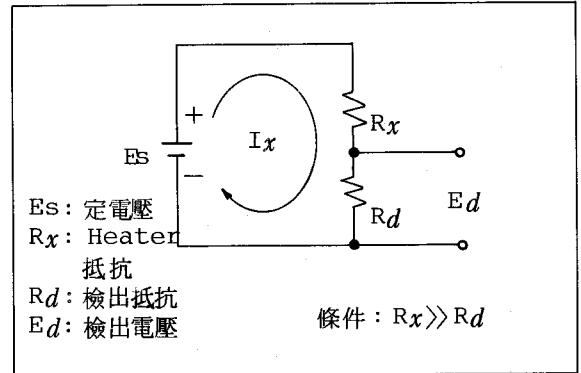 Rx
Ix
Es
Ed
Rd
Es: 定電壓
Rx: Heater
抵抗
Rd: 檢出抵抗
Ed: 檢出電壓
條件: Rx》Rd